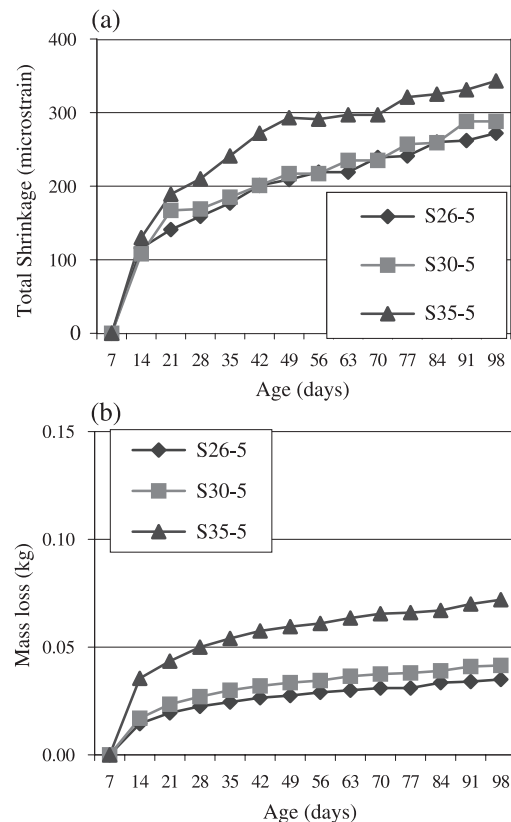 (a)
Total Shrinkage (microstrain)
400
300
200
100
0
S26-5
S30-5
S35-5
7 14 21 28 35 42 49 56 63 70 77 84 91 98
Age (days)
(b)
Mass loss (kg)
0.15
0.10
0.05
0.00
S26-5
S30-5
S35-5
7 14 21 28 35 42 49 56 63 70 77 84 91 98
Age (days)